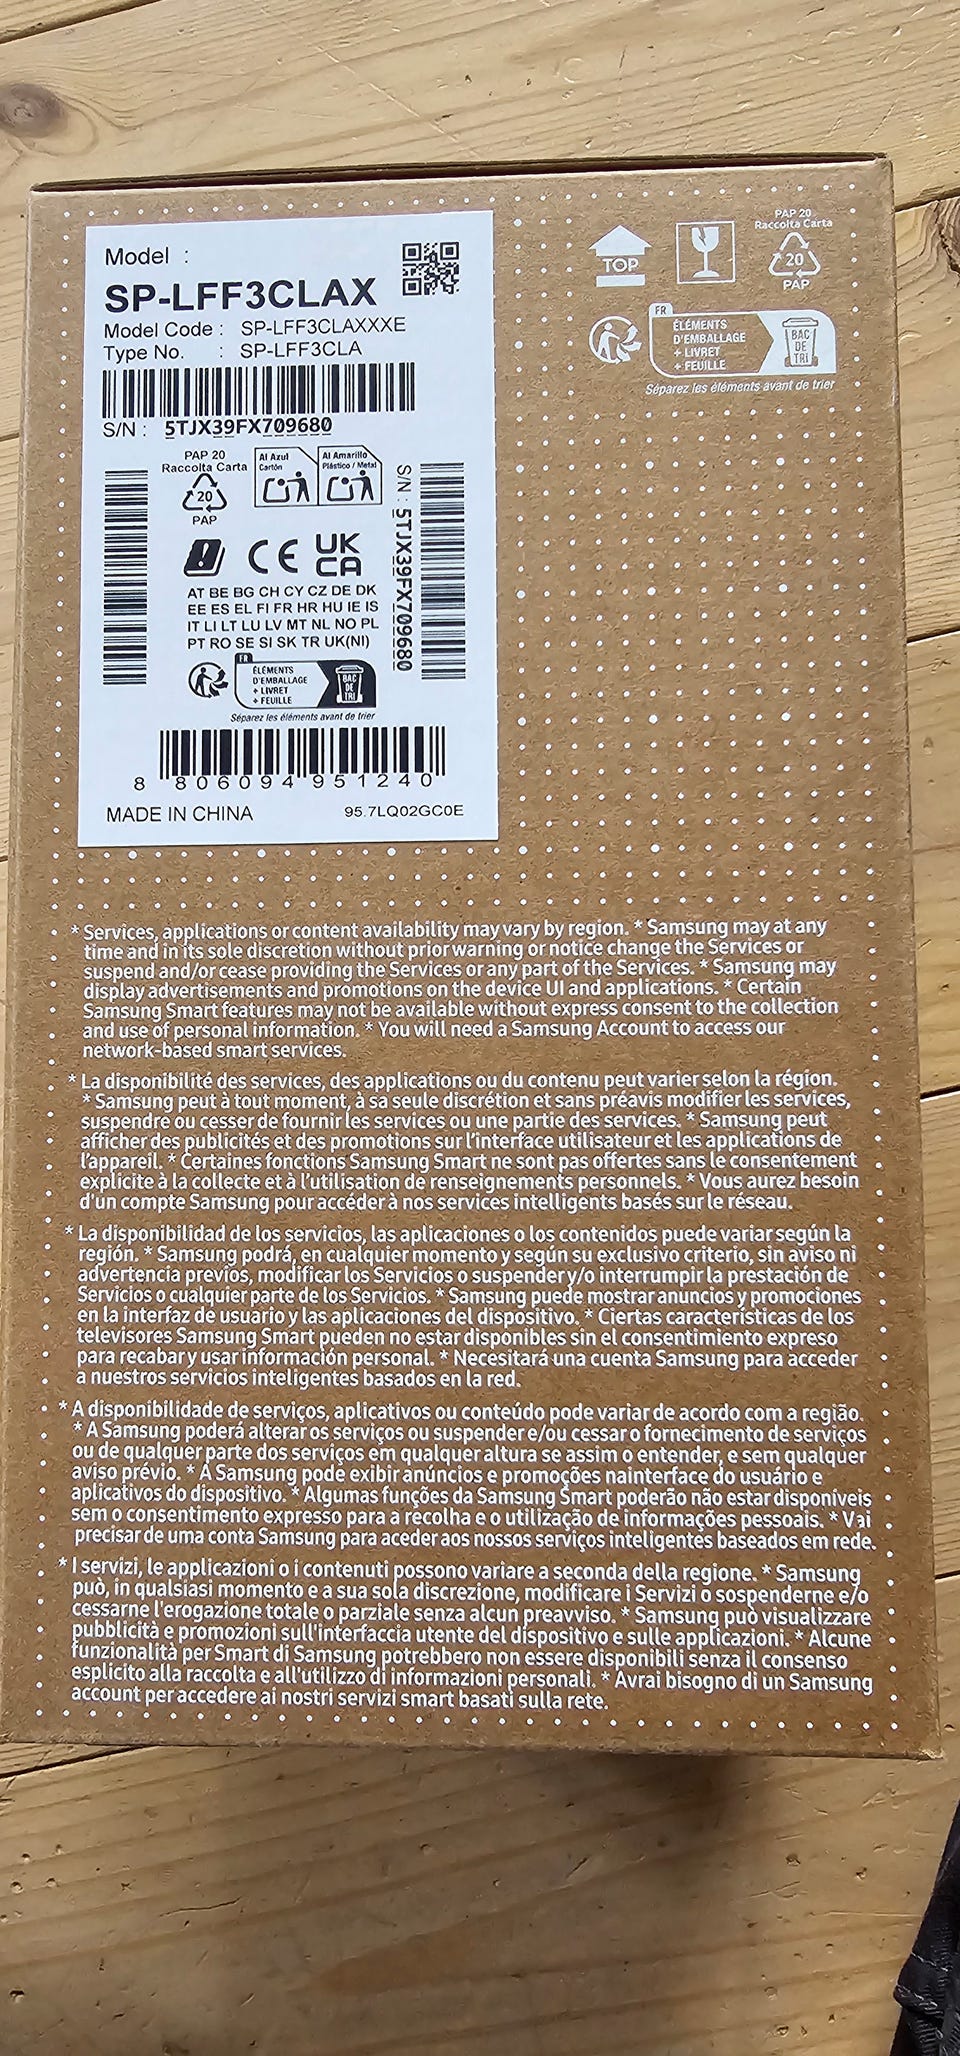 Model :
SP-LFF3CLAX
Model Code : SP-LFF3CLAXXXE
Type No. : SP-LFF3CLA
S/N : 5TJX39FX709680
PAP 20
Raccolta Carta
20
PAP
Al Azul
Cartón
Al Amarillo
Plástico / Metal
S/N : 5TJX39FX709680
CE
UK
CA
AT BE BG CH CY CZ DE DK
EE ES EL FI FR HR HU IE IS
IT LI LT LU LV MT NL NO PL
PT RO SE SI SK TR UK(NI)
FR
ÉLÉMENTS
D'EMBALLAGE
+ LIVRET
+ FEUILLE
BAC
DE
TRI
Séparez les éléments avant de trier
8 806094 951240
MADE IN CHINA 95.7LQ02GC0E
TOP
PAP 20
Raccolta Carta
20
PAP
FR
ÉLÉMENTS
D'EMBALLAGE
+ LIVRET
+ FEUILLE
BAC
DE
TRI
Séparez les éléments avant de trier
* Services, applications or content availability may vary by region. * Samsung may at any
time and in its sole discretion without prior warning or notice change the Services or
suspend and/or cease providing the Services or any part of the Services. * Samsung may
display advertisements and promotions on the device UI and applications. * Certain
Samsung Smart features may not be available without express consent to the collection
and use of personal information. * You will need a Samsung Account to access our
network-based smart services.
* La disponibilité des services, des applications ou du contenu peut varier selon la région.
* Samsung peut à tout moment, à sa seule discrétion et sans préavis modifier les services,
suspendre ou cesser de fournir les services ou une partie des services. * Samsung peut
afficher des publicités et des promotions sur l'interface utilisateur et les applications de
l'appareil. * Certaines fonctions Samsung Smart ne sont pas offertes sans le consentement
explicite à la collecte et à l'utilisation de renseignements personnels. * Vous aurez besoin
d'un compte Samsung pour accéder à nos services intelligents basés sur le réseau.
* La disponibilidad de los servicios, las aplicaciones o los contenidos puede variar según la
región. * Samsung podrá, en cualquier momento y según su exclusivo criterio, sin aviso ni
advertencia previos, modificar los Servicios o suspender y/o interrumpir la prestación de
Servicios o cualquier parte de los Servicios. * Samsung puede mostrar anuncios y promociones
en la interfaz de usuario y las aplicaciones del dispositivo. * Ciertas características de los
televisores Samsung Smart pueden no estar disponibles sin el consentimiento expreso
para recabar y usar información personal. * Necesitará una cuenta Samsung para acceder
a nuestros servicios inteligentes basados en la red.
* A disponibilidade de serviços, aplicativos ou conteúdo pode variar de acordo com a região.
* A Samsung poderá alterar os serviços ou suspender e/ou cessar o fornecimento de serviços
ou de qualquer parte dos serviços em qualquer altura se assim o entender, e sem qualquer
aviso prévio. * A Samsung pode exibir anúncios e promoções nainterface do usuário e
aplicativos do dispositivo. * Algumas funções da Samsung Smart poderão não estar disponíveis
sem o consentimento expresso para a recolha e o utilização de informações pessoais. * Vai
precisar de uma conta Samsung para aceder aos nossos serviços inteligentes baseados em rede.
* I servizi, le applicazioni o i contenuti possono variare a seconda della regione. * Samsung
può, in qualsiasi momento e a sua sola discrezione, modificare i Servizi o sospenderne e/o
cessarne l'erogazione totale o parziale senza alcun preavviso. * Samsung può visualizzare
pubblicità e promozioni sull'interfaccia utente del dispositivo e sulle applicazioni. * Alcune
funzionalità per Smart di Samsung potrebbero non essere disponibili senza il consenso
esplicito alla raccolta e all'utilizzo di informazioni personali. * Avrai bisogno di un Samsung
account per accedere ai nostri servizi smart basati sulla rete.